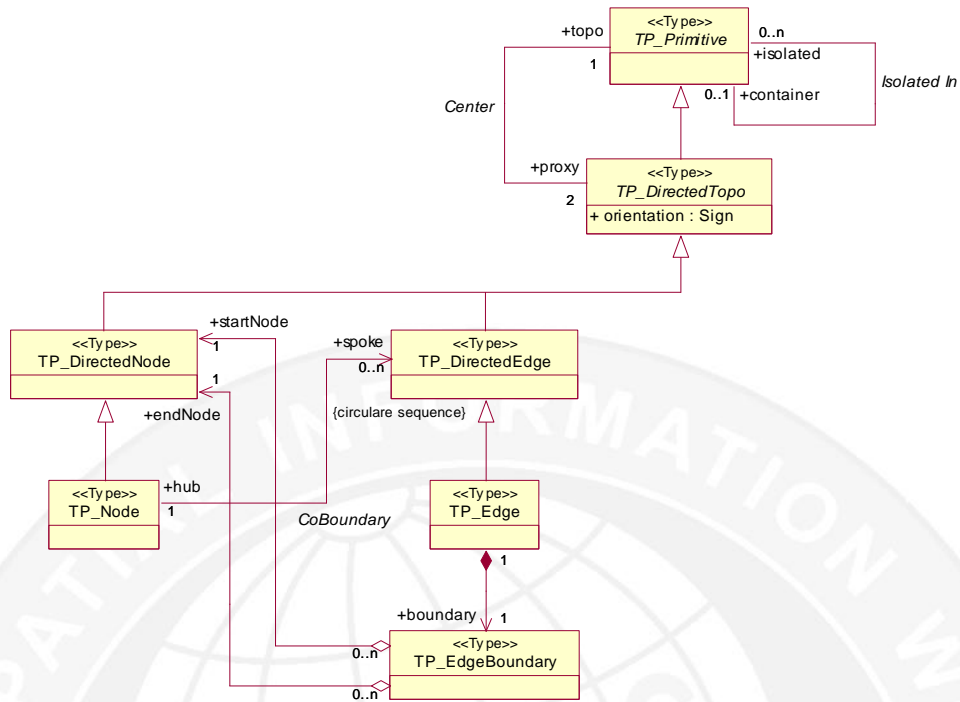 <<Type>>
TP_Primitive
+topo
1
0..n
+isolated
Isolated In
0..1
+container
Center
+proxy
2
<<Type>>
TP_DirectedTopo
+ orientation : Sign
<<Type>>
TP_DirectedNode
+startNode
1
1
+endNode
+spoke
0..n
{circulare sequence}
<<Type>>
TP_DirectedEdge
<<Type>>
TP_Node
+hub
1
CoBoundary
<<Type>>
TP_Edge
1
+boundary
1
<<Type>>
TP_EdgeBoundary
0..n
0..n
ATIAL INFORMATION W